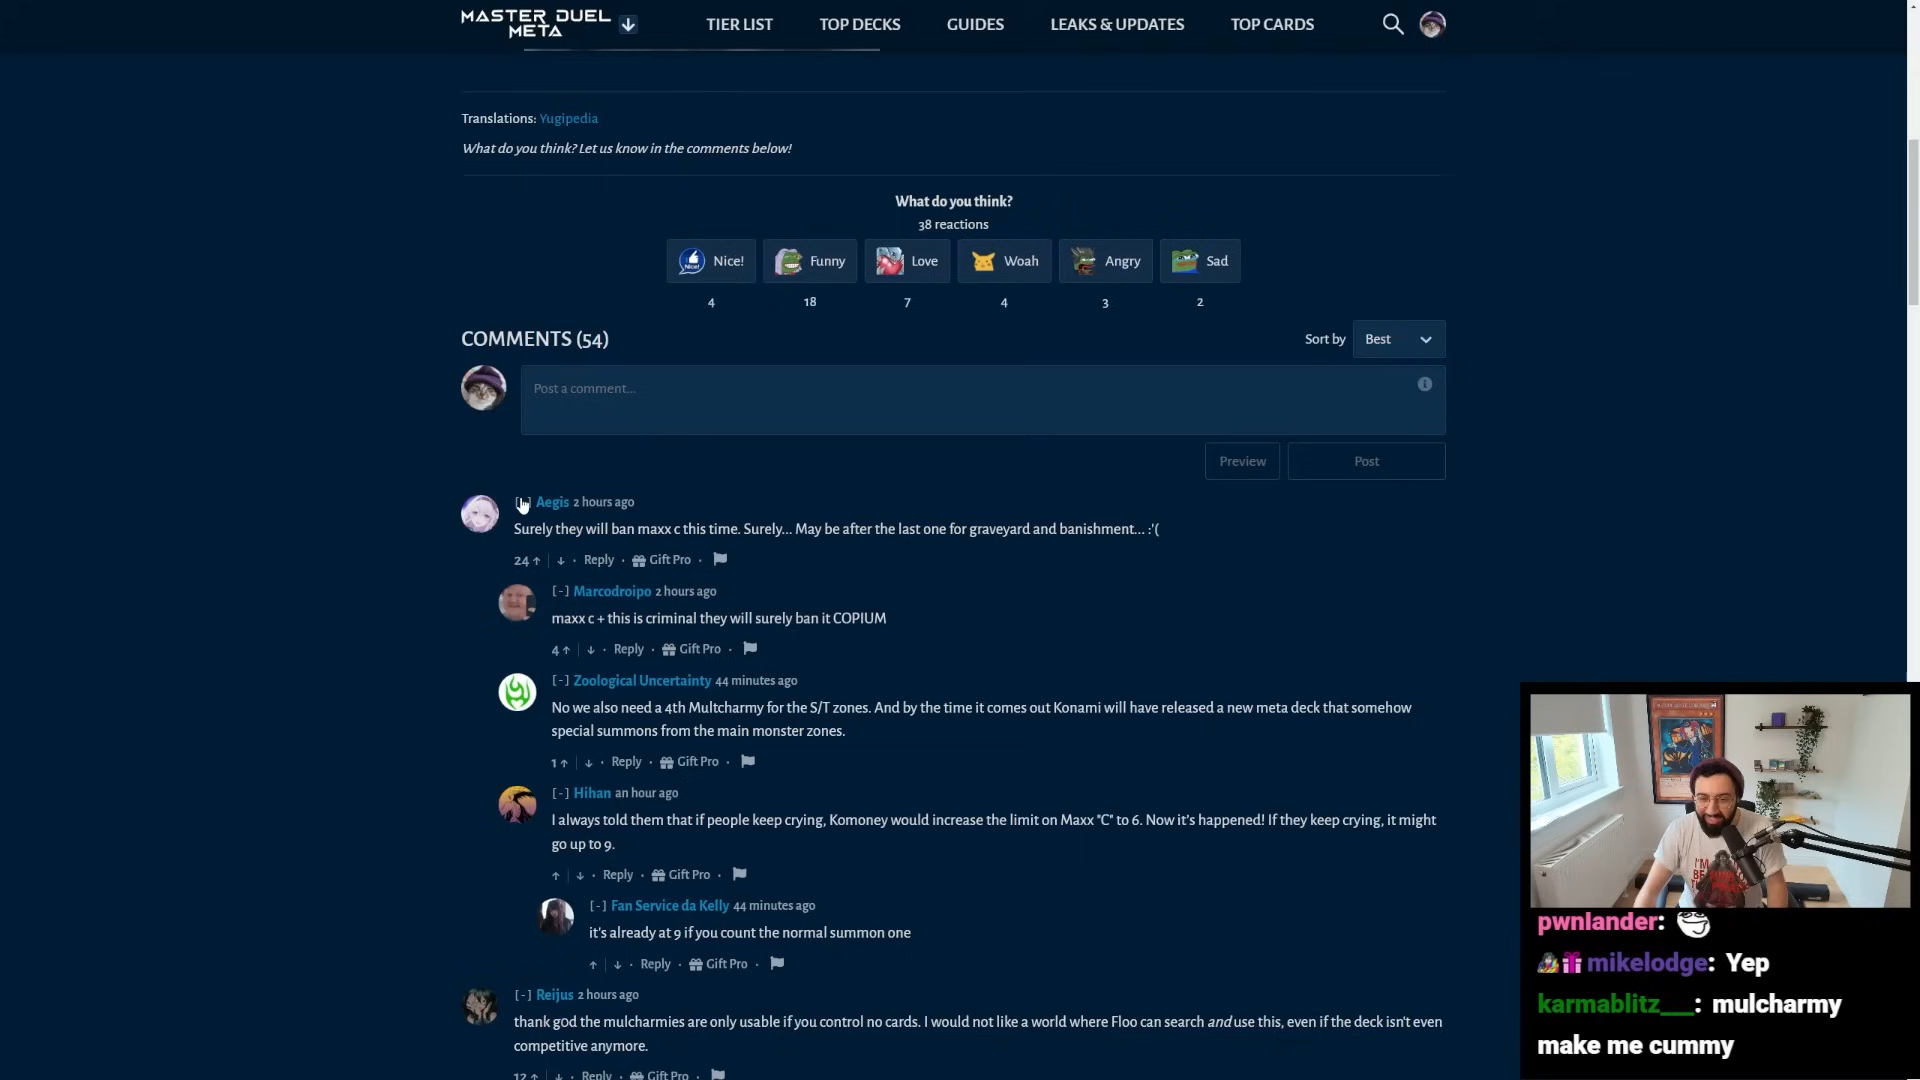 MASTER DUEL
META
TIER LIST
TOP DECKS
GUIDES
LEAKS & UPDATES
TOP CARDS
Translations: Yugipedia
What do you think? Let us know in the comments below!
What do you think?
38 reactions
Nice!
Funny
Love
Woah
Angry
Sad
4
18
7
4
3
2
COMMENTS (54)
Sort by
Best
Post a comment...
Preview
Post
Aegis 2 hours ago
Surely they will ban maxx c this time. Surely... May be after the last one for graveyard and banishment... :'(
24 Reply · Gift Pro ·
[-] Marcodroipo 2 hours ago
maxx c + this is criminal they will surely ban it COPIUM
4 Reply · Gift Pro ·
[-] Zoological Uncertainty 44 minutes ago
No we also need a 4th Multcharmy for the S/T zones. And by the time it comes out Konami will have released a new meta deck that somehow
special summons from the main monster zones.
1 Reply · Gift Pro ·
[-] Hihan an hour ago
I always told them that if people keep crying, Komoney would increase the limit on Maxx "C" to 6. Now it's happened! If they keep crying, it might
go up to 9.
Reply · Gift Pro ·
[-] Fan Service da Kelly 44 minutes ago
it's already at 9 if you count the normal summon one
Reply · Gift Pro ·
[-] Reijus 2 hours ago
thank god the mulcharmies are only usable if you control no cards. I would not like a world where Floo can search and use this, even if the deck isn't even
competitive anymore.
12 Reply · Gift Pro ·
pwnlander:
mikelodge: Yep
karmablitz__: mulcharmy
make me cummy